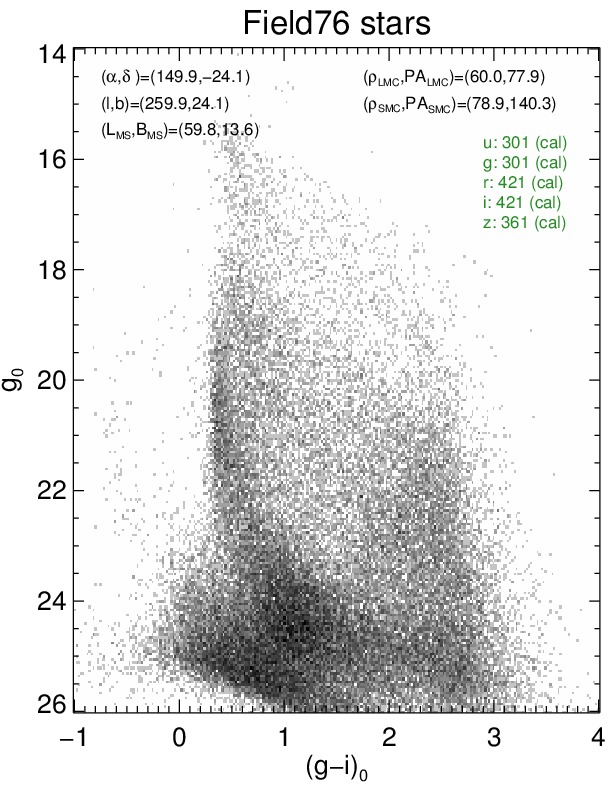 Field76 stars
(α,δ )=(149.9,−24.1)
(ρLMC,PALMC)=(60.0,77.9)
(l,b)=(259.9,24.1)
(ρSMC,PASMC)=(78.9,140.3)
(LMS,BMS)=(59.8,13.6)
u: 301 (cal)
g: 301 (cal)
r: 421 (cal)
i: 421 (cal)
z: 361 (cal)
14
16
18
20
22
24
26
g0
−1 0 1 2 3 4
(g−i)0